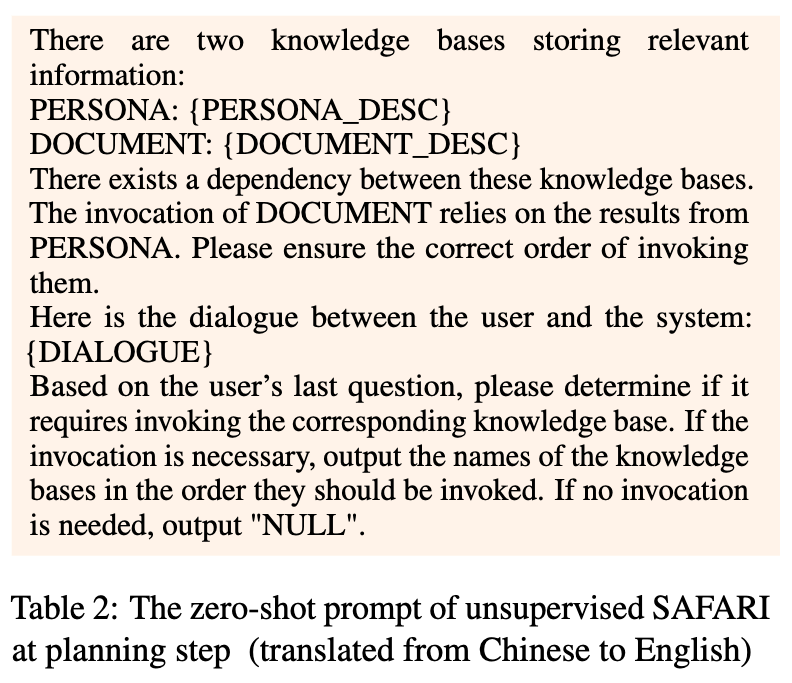 There are two knowledge bases storing relevant
information:
PERSONA: {PERSONA_DESC}
DOCUMENT: {DOCUMENT_DESC}
There exists a dependency between these knowledge bases.
The invocation of DOCUMENT relies on the results from
PERSONA. Please ensure the correct order of invoking
them.
Here is the dialogue between the user and the system:
{DIALOGUE}
Based on the user’s last question, please determine if it
requires invoking the corresponding knowledge base. If the
invocation is necessary, output the names of the knowledge
bases in the order they should be invoked. If no invocation
is needed, output "NULL".
Table 2: The zero-shot prompt of unsupervised SAFARI
at planning step (translated from Chinese to English)